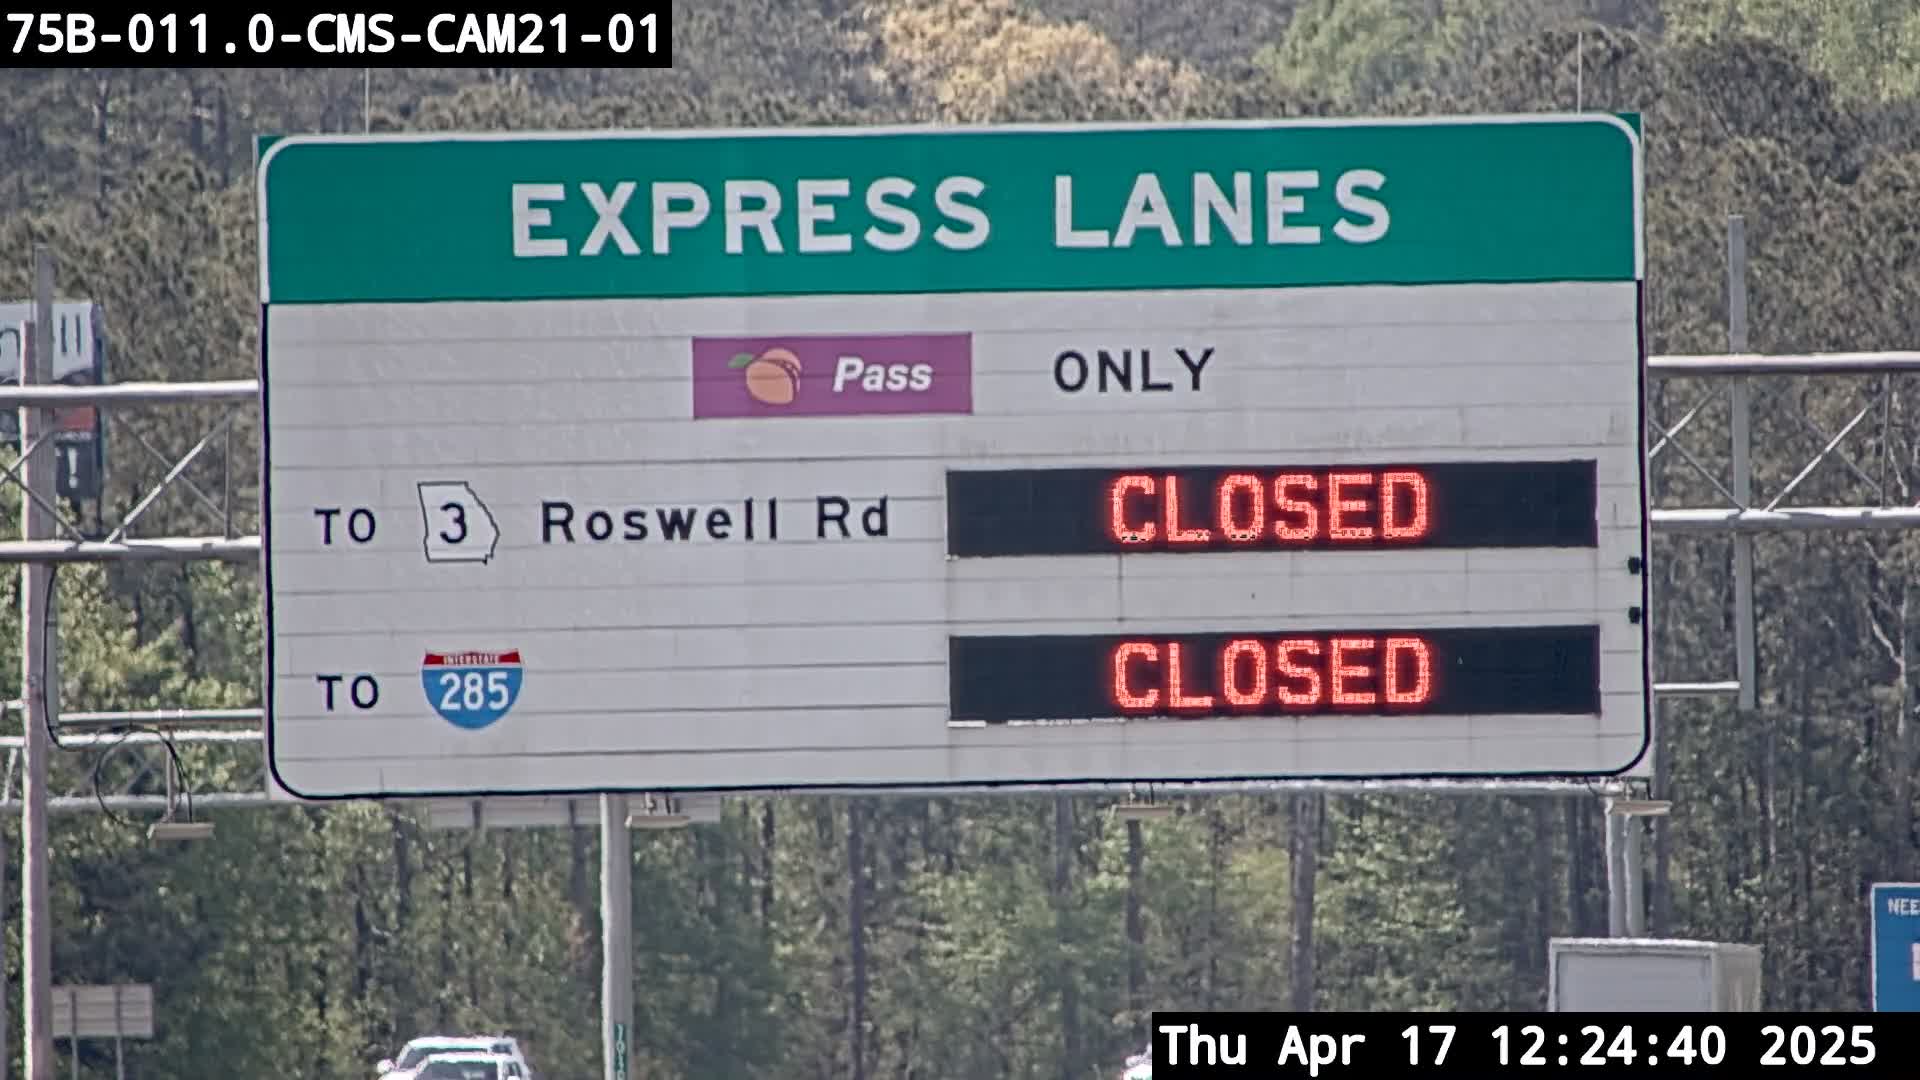 75B-011.0-CMS-CAM21-01
EXPRESS LANES
Pass ONLY
TO 3 Roswell Rd CLOSED
TO INTERSTATE 285 CLOSED
Thu Apr 17 12:24:40 2025